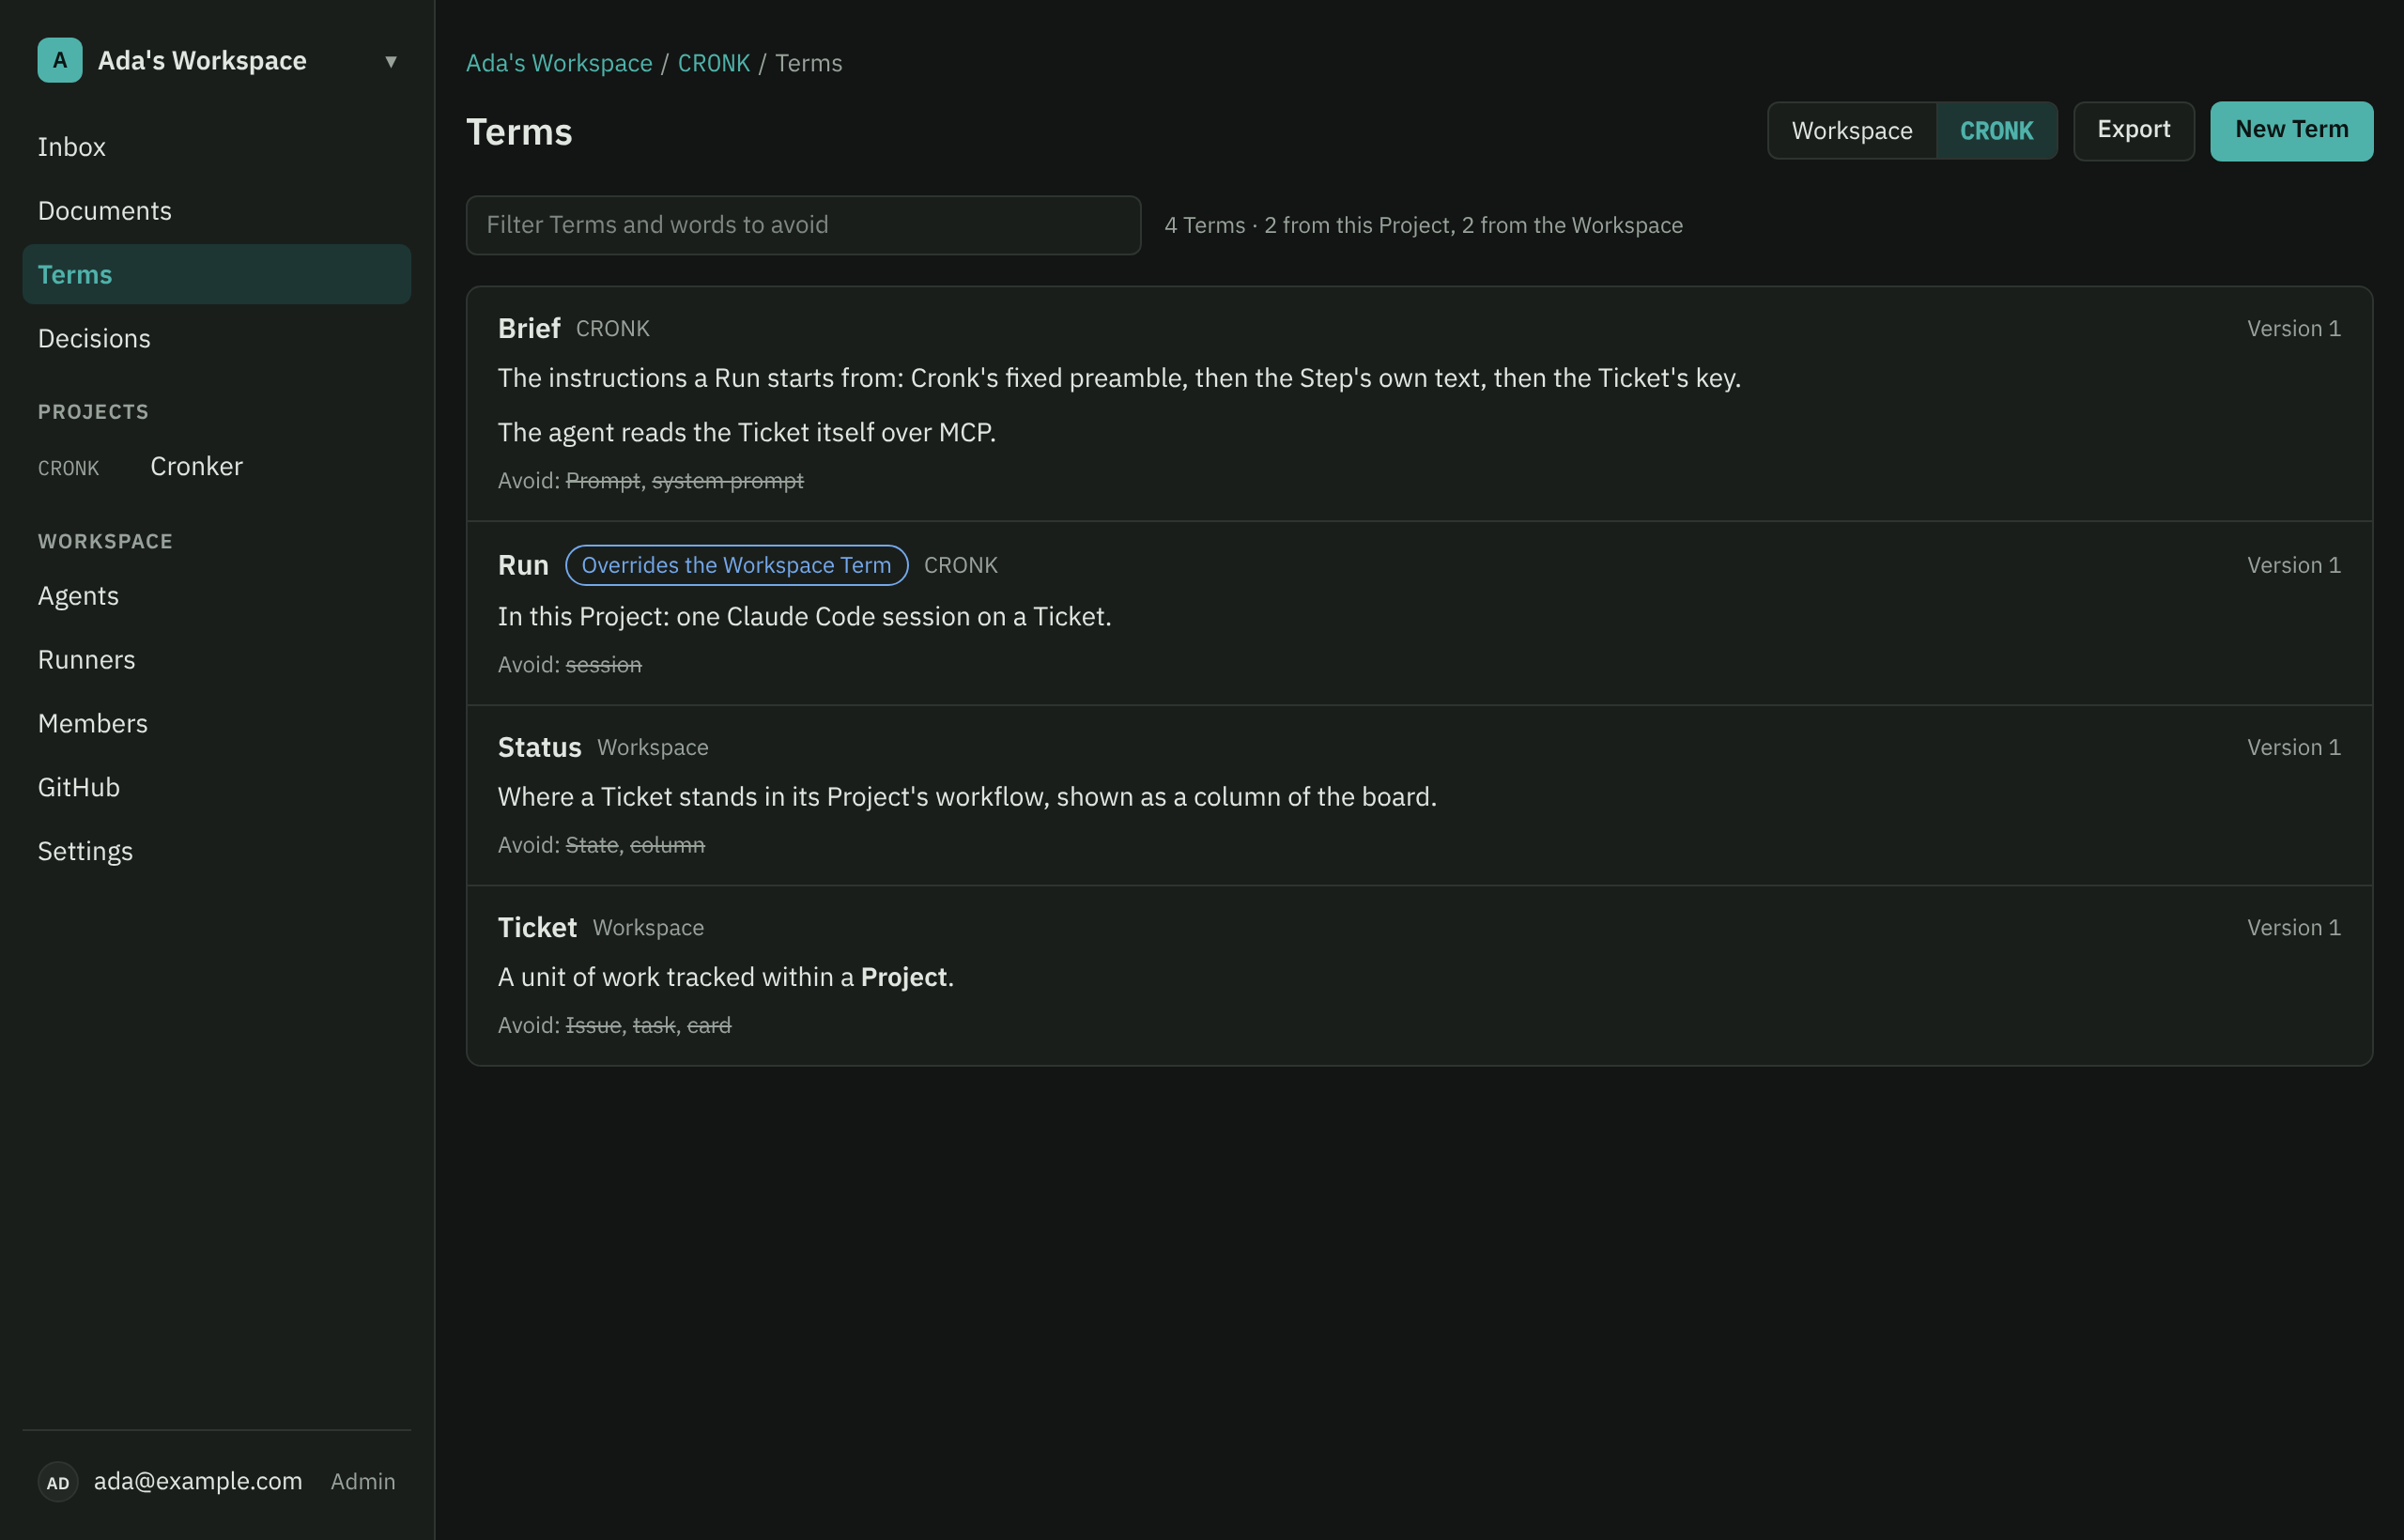 A Ada's Workspace ▼
Inbox
Documents
Terms
Decisions
PROJECTS
CRONK Cronker
WORKSPACE
Agents
Runners
Members
GitHub
Settings
AD ada@example.com Admin
Ada's Workspace / CRONK / Terms
Terms
Workspace CRONK Export New Term
Filter Terms and words to avoid
4 Terms · 2 from this Project, 2 from the Workspace
Brief CRONK Version 1
The instructions a Run starts from: Cronk's fixed preamble, then the Step's own text, then the Ticket's key.
The agent reads the Ticket itself over MCP.
Avoid: Prompt, system prompt
Run Overrides the Workspace Term CRONK Version 1
In this Project: one Claude Code session on a Ticket.
Avoid: session
Status Workspace Version 1
Where a Ticket stands in its Project's workflow, shown as a column of the board.
Avoid: State, column
Ticket Workspace Version 1
A unit of work tracked within a Project.
Avoid: Issue, task, card